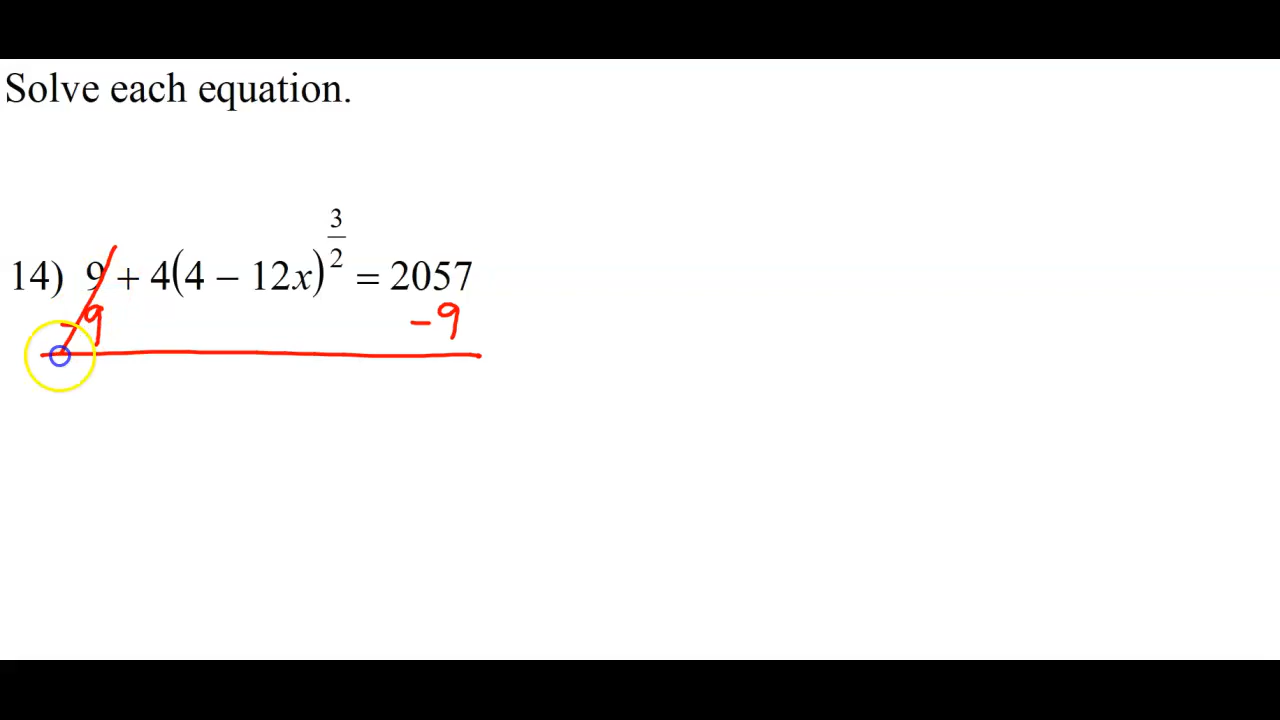 Solve each equation.
14) 9 + 4(4 − 12x)^(3/2) = 2057
−9 −9